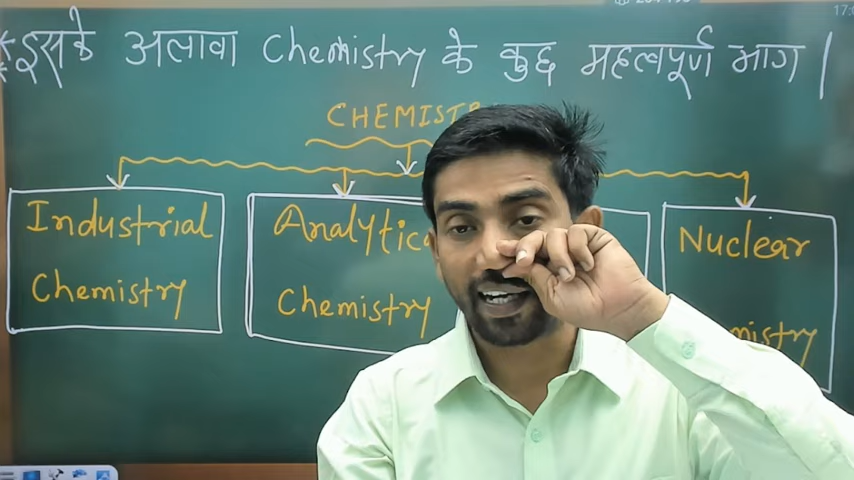 *इसके अलावा Chemistry के कुछ महत्वपूर्ण भाग |
CHEMIST
Industrial
Chemistry
Analytic
Chemistry
Nuclear
mistry